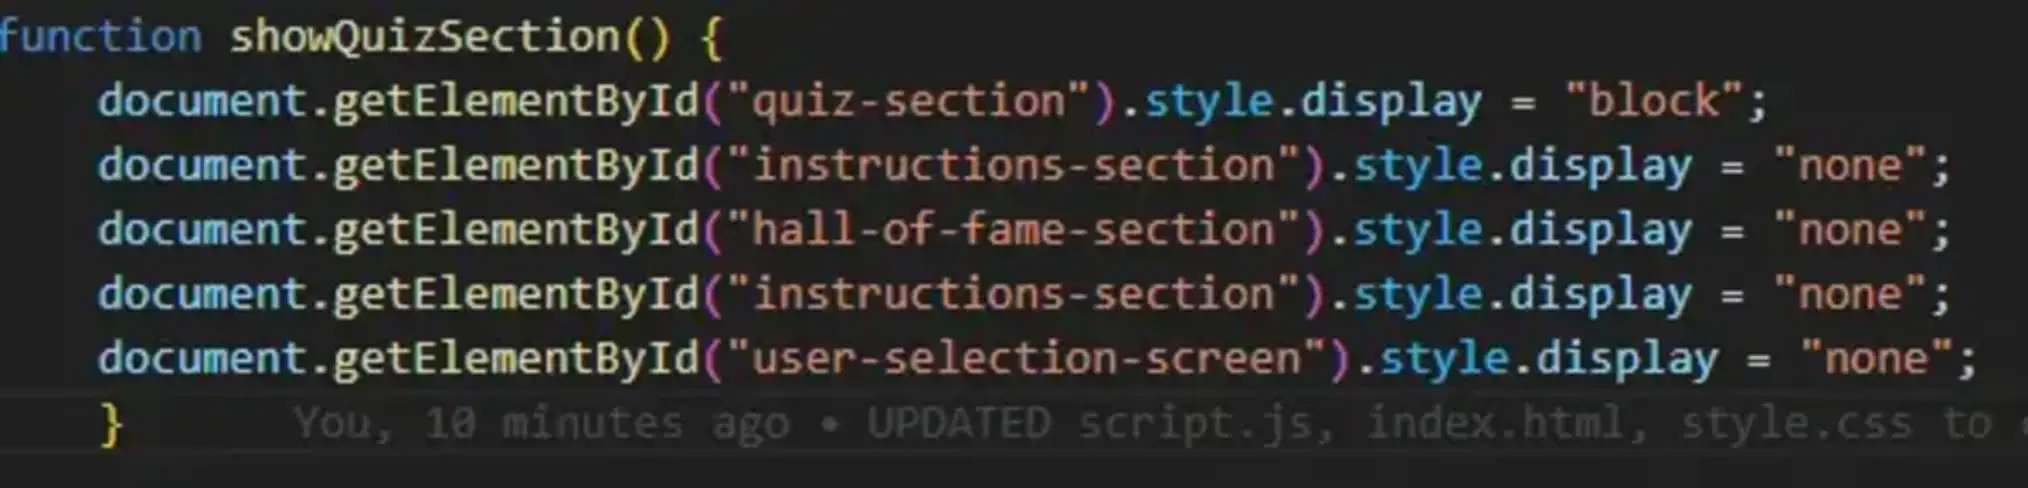 function showQuizSection() {
    document.getElementById("quiz-section").style.display = "block";
    document.getElementById("instructions-section").style.display = "none";
    document.getElementById("hall-of-fame-section").style.display = "none";
    document.getElementById("instructions-section").style.display = "none";
    document.getElementById("user-selection-screen").style.display = "none";
    }          You, 10 minutes ago • UPDATED script.js, index.html, style.css to